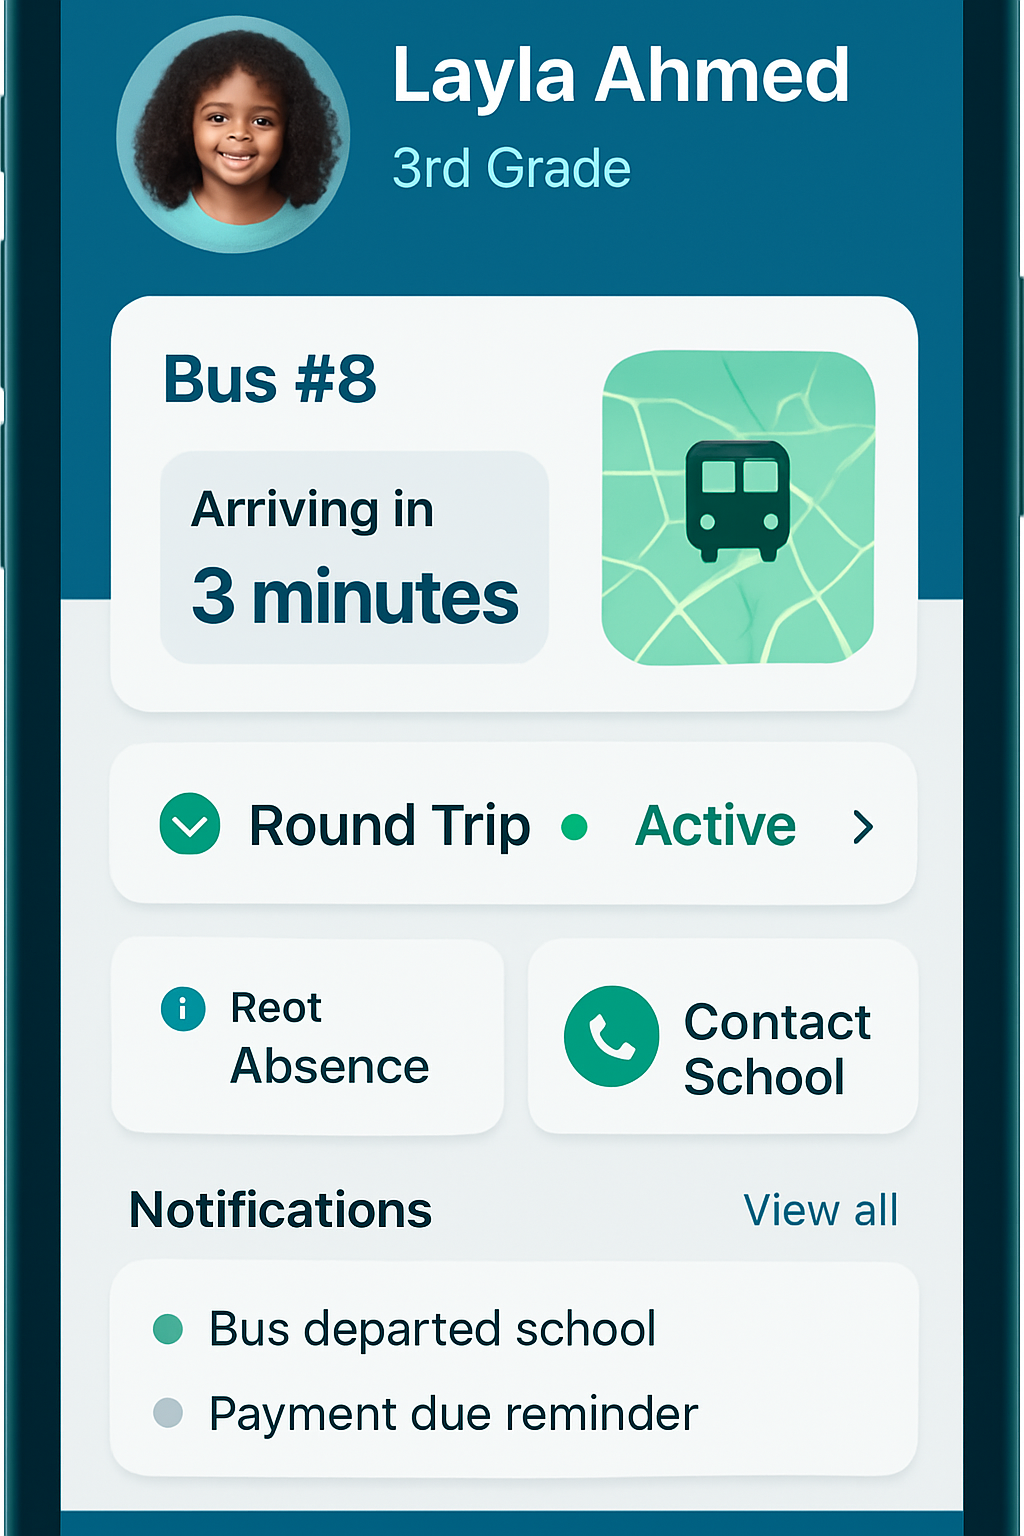 Layla Ahmed
3rd Grade
Bus #8
Arriving in
3 minutes
Round Trip
Active
Reot
Absence
Contact
School
Notifications
View all
Bus departed school
Payment due reminder